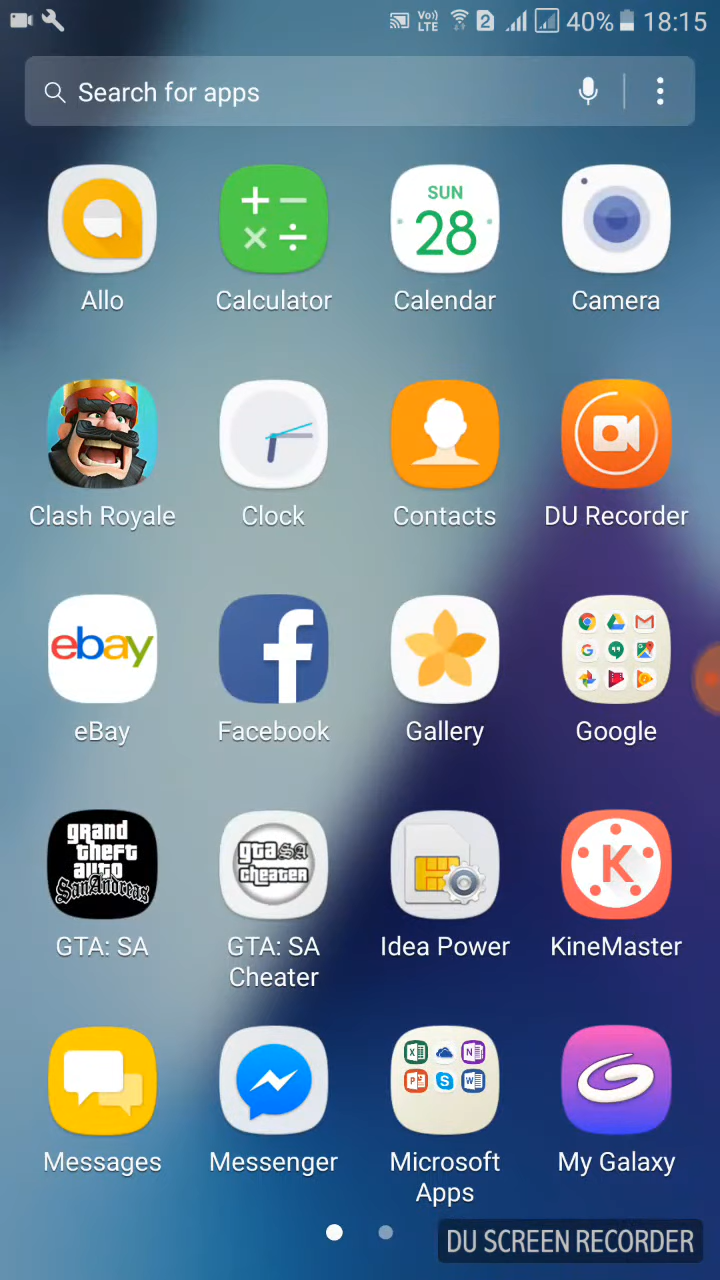 Vo))
LTE
2
40%
18:15
Search for apps
SUN
28
Allo
Calculator
Calendar
Camera
Clash Royale
Clock
Contacts
DU Recorder
ebay
f
eBay
Facebook
Gallery
Google
grand
theft
auto
SanAndreas
gta SA
cheater
K
GTA: SA
GTA: SA
Cheater
Idea Power
KineMaster
Messages
Messenger
Microsoft
Apps
My Galaxy
DU SCREEN RECORDER